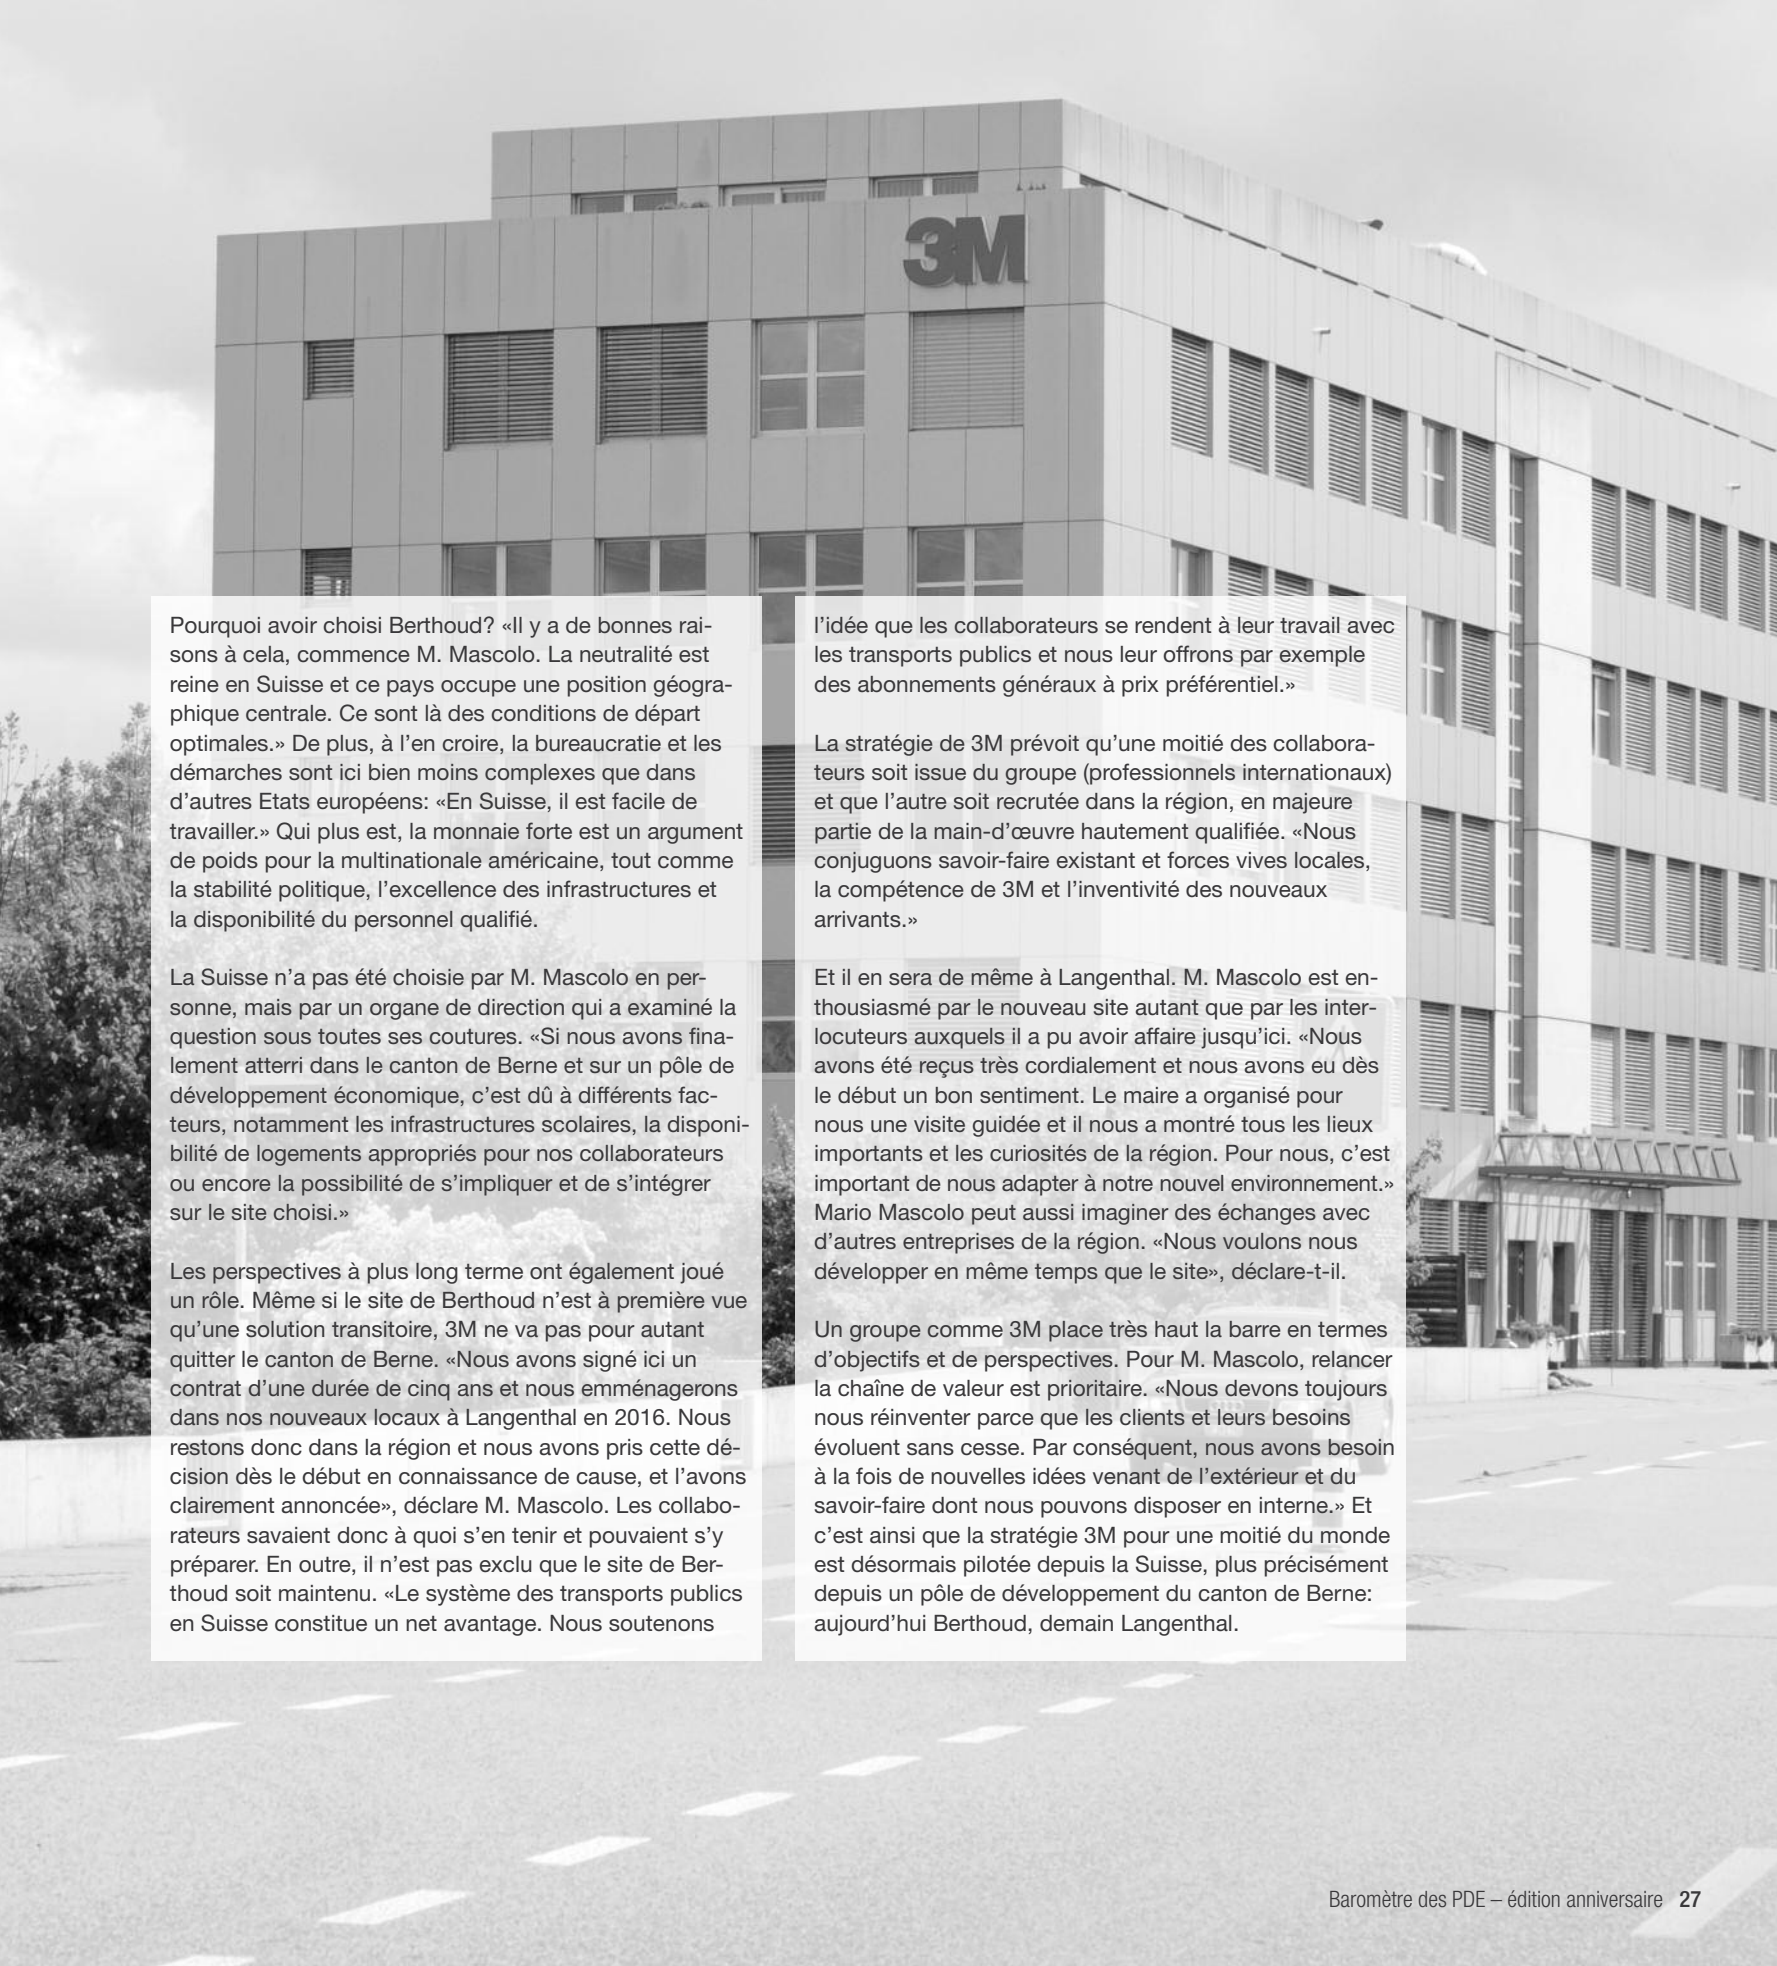 3M
Pourquoi avoir choisi Berthoud? «Il y a de bonnes rai-
sons à cela, commence M. Mascolo. La neutralité est
reine en Suisse et ce pays occupe une position géogra-
phique centrale. Ce sont là des conditions de départ
optimales.» De plus, à l’en croire, la bureaucratie et les
démarches sont ici bien moins complexes que dans
d’autres Etats européens: «En Suisse, il est facile de
travailler.» Qui plus est, la monnaie forte est un argument
de poids pour la multinationale américaine, tout comme
la stabilité politique, l’excellence des infrastructures et
la disponibilité du personnel qualifié.
La Suisse n’a pas été choisie par M. Mascolo en per-
sonne, mais par un organe de direction qui a examiné la
question sous toutes ses coutures. «Si nous avons fina-
lement atterri dans le canton de Berne et sur un pôle de
développement économique, c’est dû à différents fac-
teurs, notamment les infrastructures scolaires, la disponi-
bilité de logements appropriés pour nos collaborateurs
ou encore la possibilité de s’impliquer et de s’intégrer
sur le site choisi.»
Les perspectives à plus long terme ont également joué
un rôle. Même si le site de Berthoud n’est à première vue
qu’une solution transitoire, 3M ne va pas pour autant
quitter le canton de Berne. «Nous avons signé ici un
contrat d’une durée de cinq ans et nous emménagerons
dans nos nouveaux locaux à Langenthal en 2016. Nous
restons donc dans la région et nous avons pris cette dé-
cision dès le début en connaissance de cause, et l’avons
clairement annoncée», déclare M. Mascolo. Les collabo-
rateurs savaient donc à quoi s’en tenir et pouvaient s’y
préparer. En outre, il n’est pas exclu que le site de Ber-
thoud soit maintenu. «Le système des transports publics
en Suisse constitue un net avantage. Nous soutenons
l’idée que les collaborateurs se rendent à leur travail avec
les transports publics et nous leur offrons par exemple
des abonnements généraux à prix préférentiel.»
La stratégie de 3M prévoit qu’une moitié des collabora-
teurs soit issue du groupe (professionnels internationaux)
et que l’autre soit recrutée dans la région, en majeure
partie de la main-d’œuvre hautement qualifiée. «Nous
conjuguons savoir-faire existant et forces vives locales,
la compétence de 3M et l’inventivité des nouveaux
arrivants.»
Et il en sera de même à Langenthal. M. Mascolo est en-
thousiasmé par le nouveau site autant que par les inter-
locuteurs auxquels il a pu avoir affaire jusqu’ici. «Nous
avons été reçus très cordialement et nous avons eu dès
le début un bon sentiment. Le maire a organisé pour
nous une visite guidée et il nous a montré tous les lieux
importants et les curiosités de la région. Pour nous, c’est
important de nous adapter à notre nouvel environnement.»
Mario Mascolo peut aussi imaginer des échanges avec
d’autres entreprises de la région. «Nous voulons nous
développer en même temps que le site», déclare-t-il.
Un groupe comme 3M place très haut la barre en termes
d’objectifs et de perspectives. Pour M. Mascolo, relancer
la chaîne de valeur est prioritaire. «Nous devons toujours
nous réinventer parce que les clients et leurs besoins
évoluent sans cesse. Par conséquent, nous avons besoin
à la fois de nouvelles idées venant de l’extérieur et du
savoir-faire dont nous pouvons disposer en interne.» Et
c’est ainsi que la stratégie 3M pour une moitié du monde
est désormais pilotée depuis la Suisse, plus précisément
depuis un pôle de développement du canton de Berne:
aujourd’hui Berthoud, demain Langenthal.
Baromètre des PDE – édition anniversaire 27